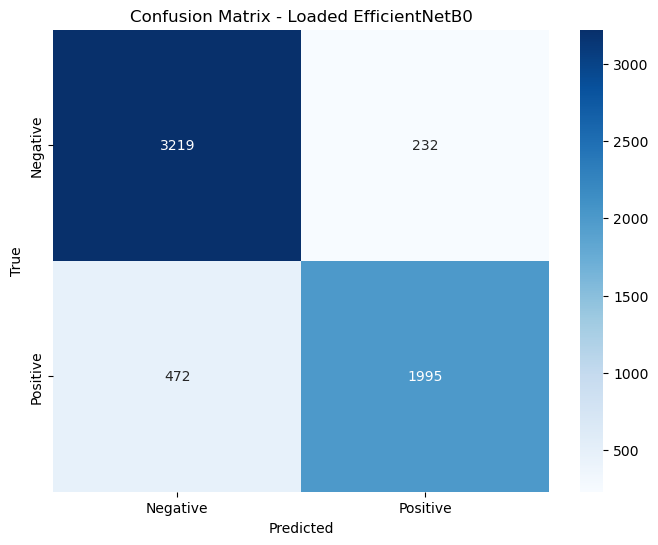 Confusion Matrix - Loaded EfficientNetB0
True
Negative
3219
232
Positive
472
1995
Negative
Positive
Predicted
3000
2500
2000
1500
1000
500